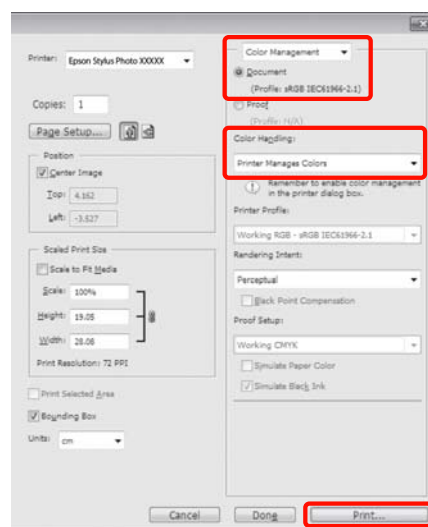 Printer: Epson Stylus Photo XXXXX
Copies: 1
Page Setup...
Position
Center Image
Top: 4.162
Left: -3.527
Scaled Print Size
Scale to Fit Media
Scale: 100%
Height: 19.05
Width: 28.08
Print Resolution: 72 PPI
Print Selected Area
Bounding Box
Units: cm
Color Management
Document
(Profile: sRGB IEC61966-2.1)
Proof
(Profile: N/A)
Color Handling:
Printer Manages Colors
Remember to enable color management
in the printer dialog box.
Printer Profile:
Working RGB - sRGB IEC61966-2.1
Rendering Intent:
Perceptual
Black Point Compensation
Proof Setup:
Working CMYK
Simulate Paper Color
Simulate Black Ink
Cancel Done Print...